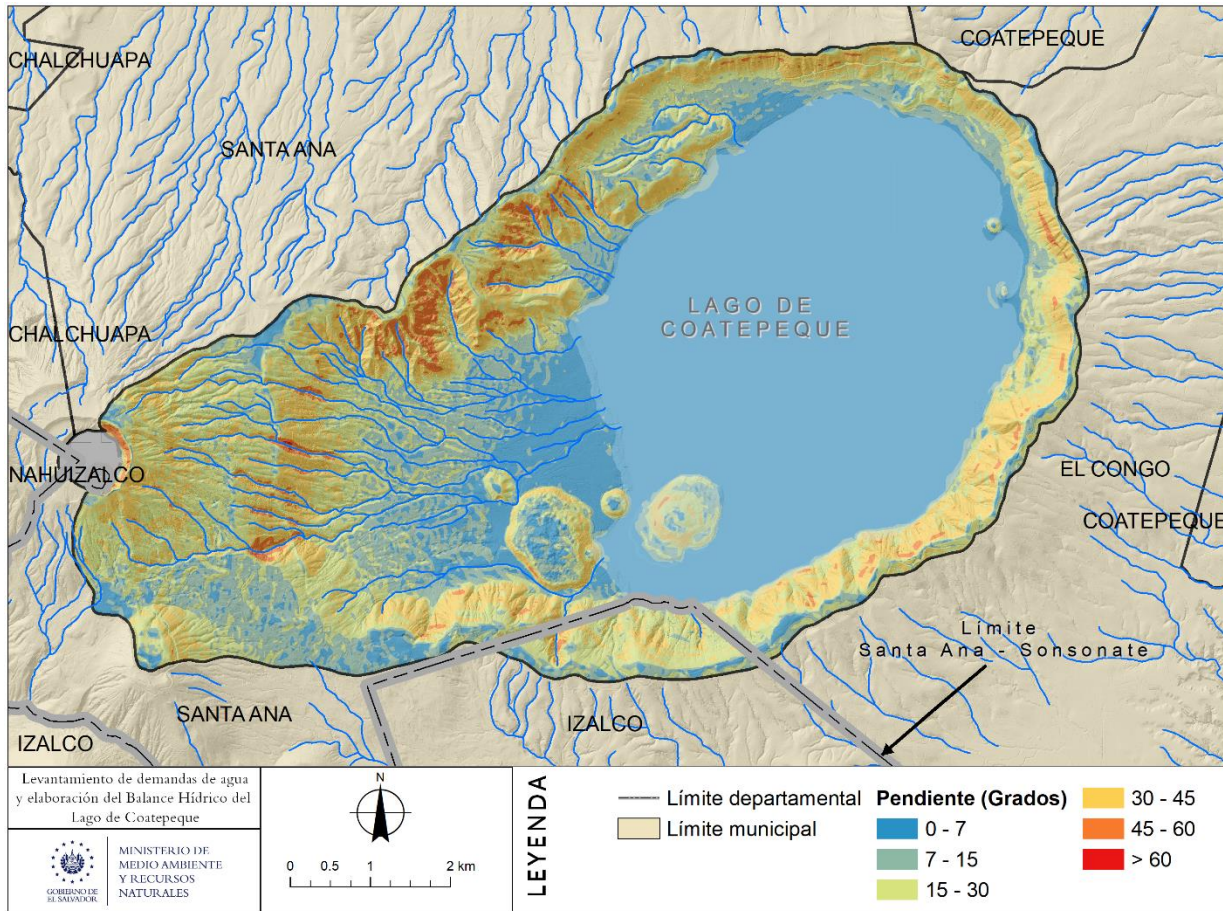 COATEPEQUE
CHALCHUAPA
SANTA ANA
LAGO DE
COATEPEQUE
CHALCHUAPA
NAHUIZALCO
EL CONGO
COATEPEQUE
Límite
Santa Ana - Sonsonate
SANTA ANA
IZALCO
IZALCO
Levantamiento de demandas de agua
y elaboración del Balance Hídrico del
Lago de Coatepeque
GOBIERNO DE
EL SALVADOR
MINISTERIO DE
MEDIO AMBIENTE
Y RECURSOS
NATURALES
N
0 0.5 1 2 km
LEYENDA
Límite departamental
Límite municipal
Pendiente (Grados)
0 - 7
7 - 15
15 - 30
30 - 45
45 - 60
> 60